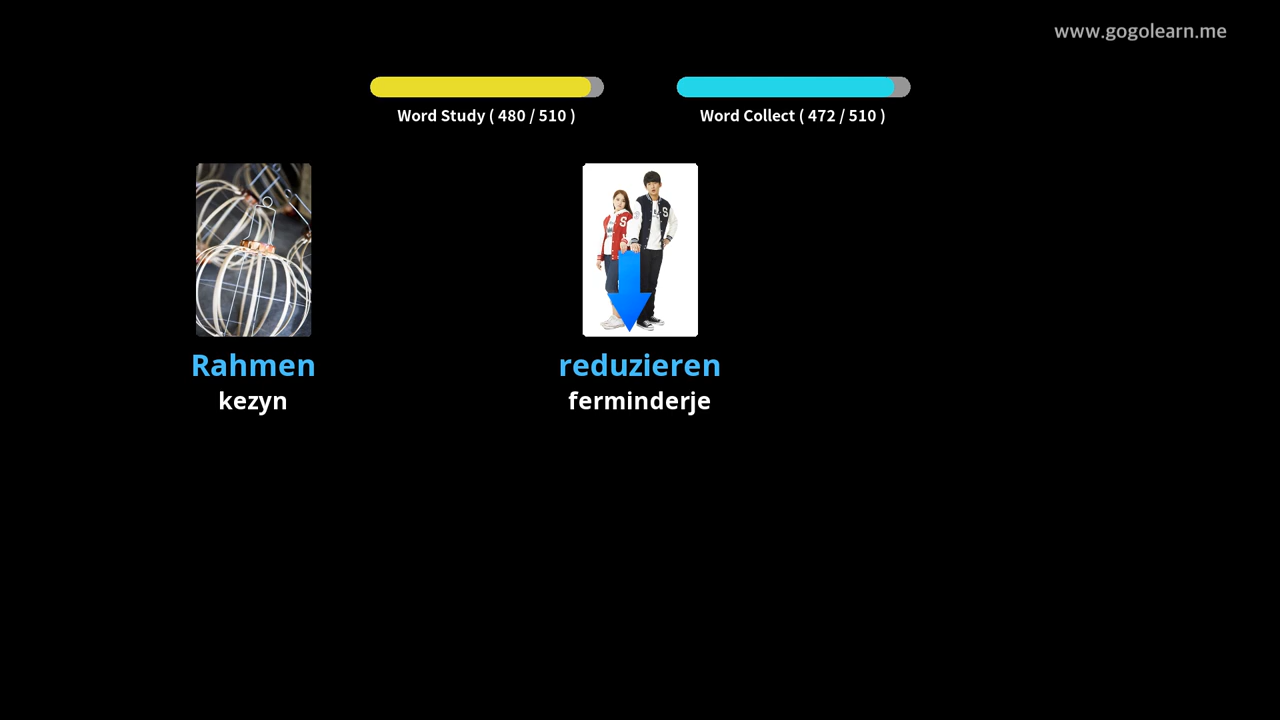 www.gogolearn.me
Word Study ( 480 / 510 )
Word Collect ( 472 / 510 )
Rahmen
kezyn
reduzieren
ferminderje